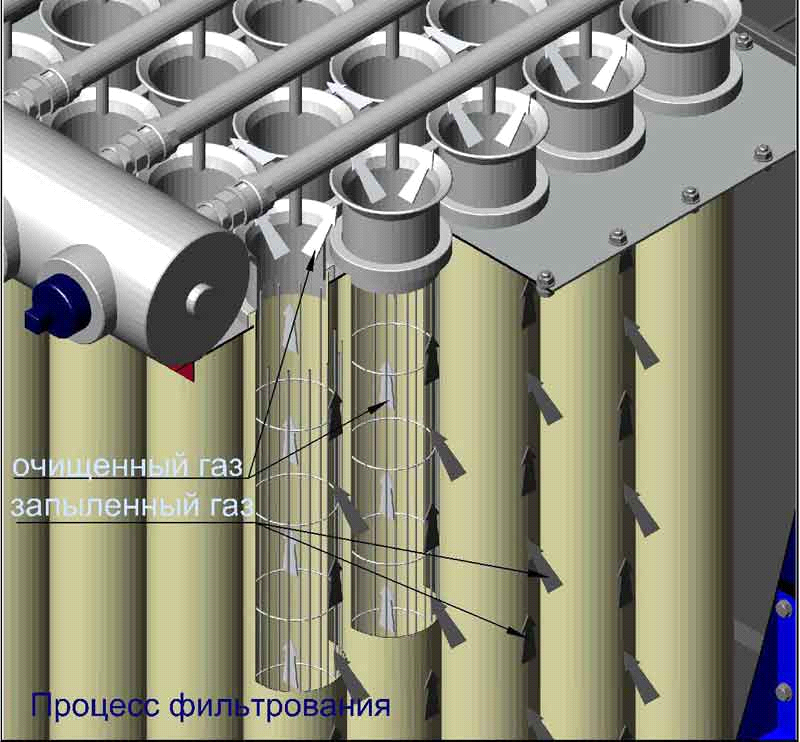 очищенный газ
запыленный газ
Процесс фильтрования